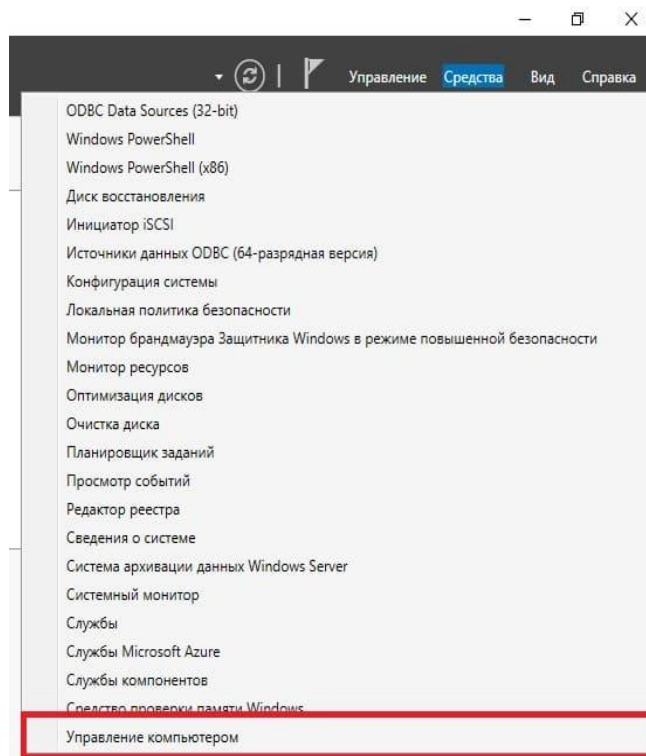 Управление Средства Вид Справка
ODBC Data Sources (32-bit)
Windows PowerShell
Windows PowerShell (x86)
Диск восстановления
Инициатор iSCSI
Источники данных ODBC (64-разрядная версия)
Конфигурация системы
Локальная политика безопасности
Монитор брандмауэра Защитника Windows в режиме повышенной безопасности
Монитор ресурсов
Оптимизация дисков
Очистка диска
Планировщик заданий
Просмотр событий
Редактор реестра
Сведения о системе
Система архивации данных Windows Server
Системный монитор
Службы
Службы Microsoft Azure
Службы компонентов
Средство проверки памяти Windows
Управление компьютером